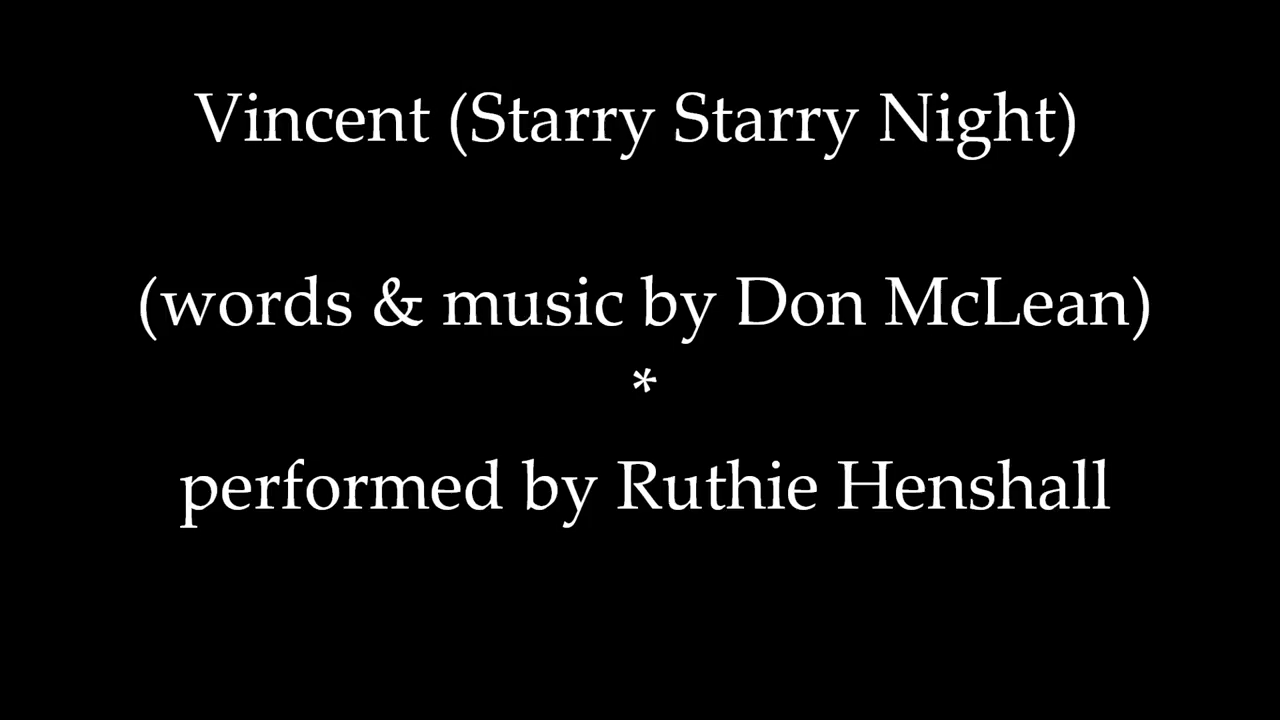 Vincent (Starry Starry Night)
(words & music by Don McLean)
*
performed by Ruthie Henshall